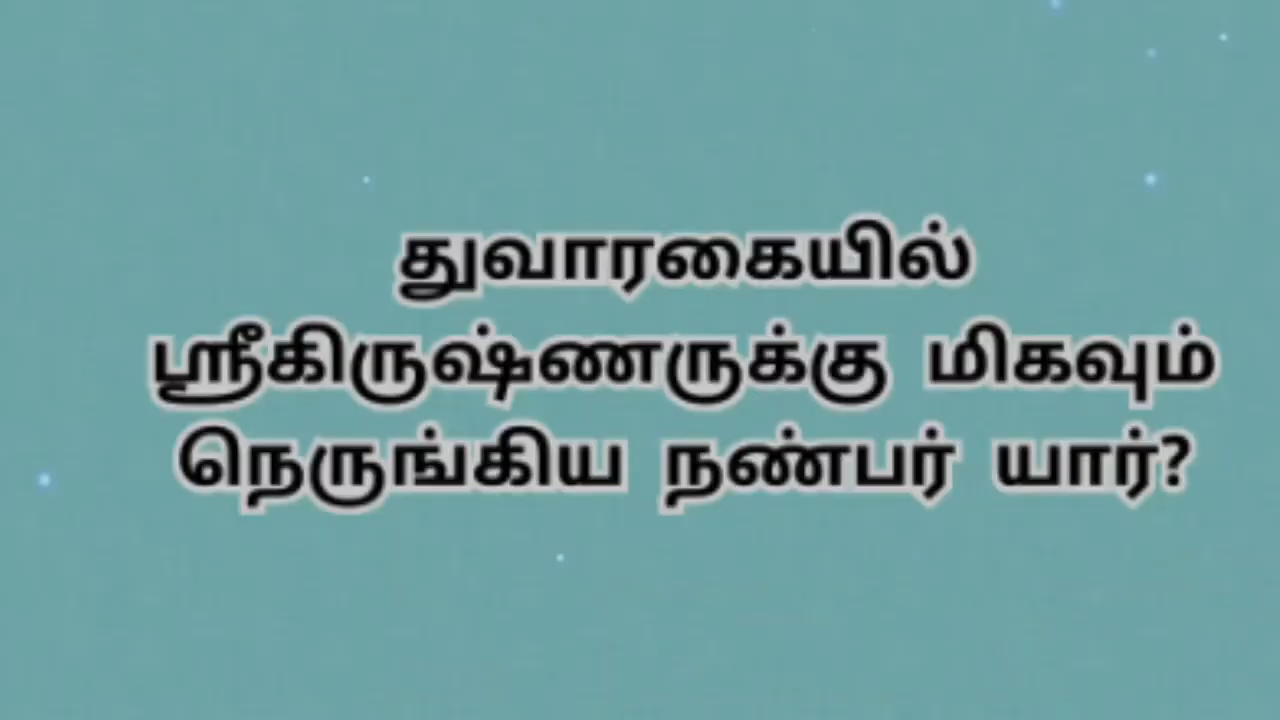 துவாரகையில்
ஸ்ரீகிருஷ்ணருக்கு மிகவும்
நெருங்கிய நண்பர் யார்?